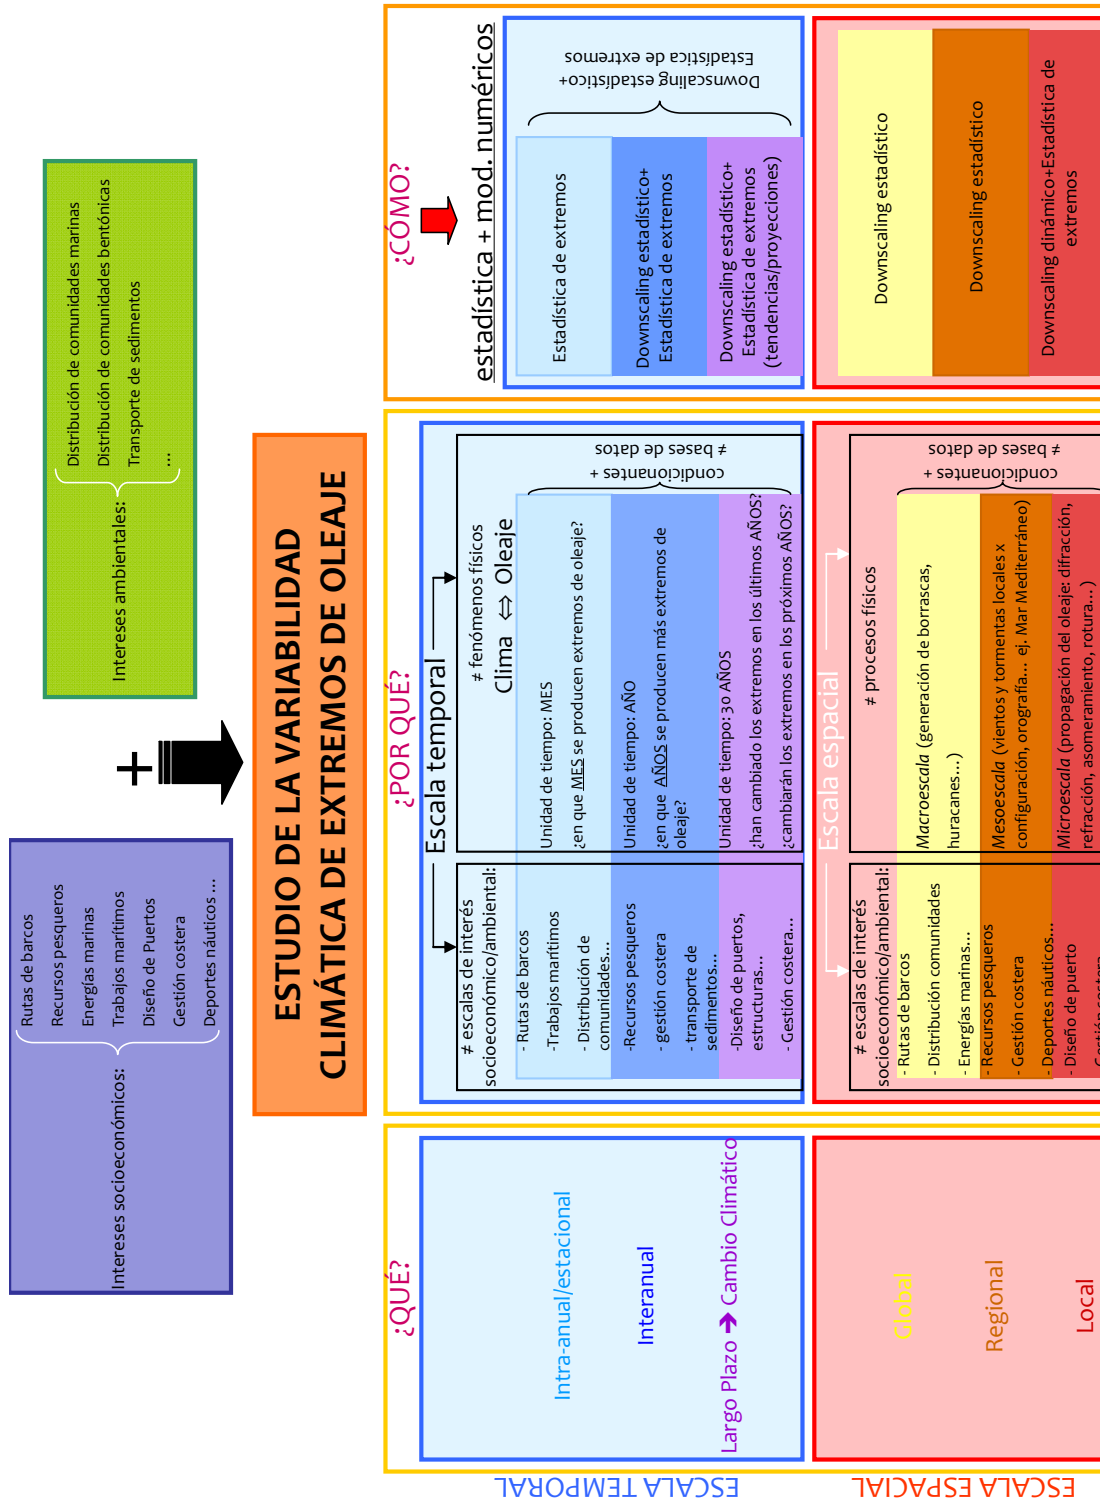 Intereses socioeconómicos:
Rutas de barcos
Recursos pesqueros
Energías marinas
Trabajos marítimos
Diseño de Puertos
Gestión costera
Deportes náuticos ...
+
Intereses ambientales:
Distribución de comunidades marinas
Distribución de comunidades bentónicas
Transporte de sedimentos
...
ESTUDIO DE LA VARIABILIDAD
CLIMÁTICA DE EXTREMOS DE OLEAJE
¿QUÉ?
¿POR QUÉ?
¿CÓMO?
estadística + mod. numéricos
ESCALA TEMPORAL
Intra-anual/estacional
Interanual
Largo Plazo ➔ Cambio Climático
Escala temporal
≠ escalas de interés
socioeconómico/ambiental:
- Rutas de barcos
-Trabajos marítimos
- Distribución de
comunidades...
-Recursos pesqueros
- gestión costera
- transporte de
sedimentos...
-Diseño de puertos,
estructuras...
- Gestión costera...
≠ fenómenos físicos
Clima ⇔ Oleaje
Unidad de tiempo: MES
¿en que MES se producen extremos de oleaje?
Unidad de tiempo: AÑO
¿en que AÑOS se producen más extremos de
oleaje?
Unidad de tiempo: 30 AÑOS
¿han cambiado los extremos en los últimos AÑOS?
¿cambiarán los extremos en los próximos AÑOS?
condicionantes +
≠ bases de datos
Estadística de extremos
Downscaling estadístico+
Estadística de extremos
Downscaling estadístico+
Estadística de extremos
(tendencias/proyecciones)
Downscaling estadístico+
Estadística de extremos
ESCALA ESPACIAL
Global
Regional
Local
Escala espacial
≠ escalas de interés
socioeconómico/ambiental:
- Rutas de barcos
- Distribución comunidades
- Energías marinas...
- Recursos pesqueros
- Gestión costera
- Deportes náuticos...
- Diseño de puerto
- Gestión costera
≠ procesos físicos
Macroescala (generación de borrascas,
huracanes...)
Mesoescala (vientos y tormentas locales x
configuración, orografía... ej. Mar Mediterráneo)
Microescala (propagación del oleaje: difracción,
refracción, asomeramiento, rotura...)
condicionantes +
≠ bases de datos
Downscaling estadístico
Downscaling estadístico
Downscaling dinámico+Estadística de
extremos